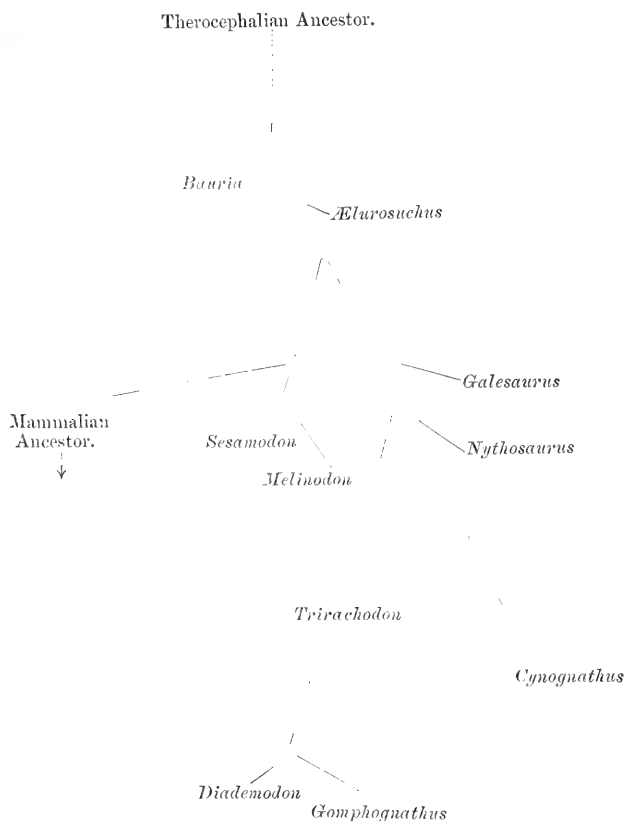 Therocephalian Ancestor.
Bauria
Ælurosuchus
Galesaurus
Mammalian
Ancestor.
Sesamodon
Nythosaurus
Melinodon
Trirachodon
Cynognathus
Diademodon
Gomphognathus